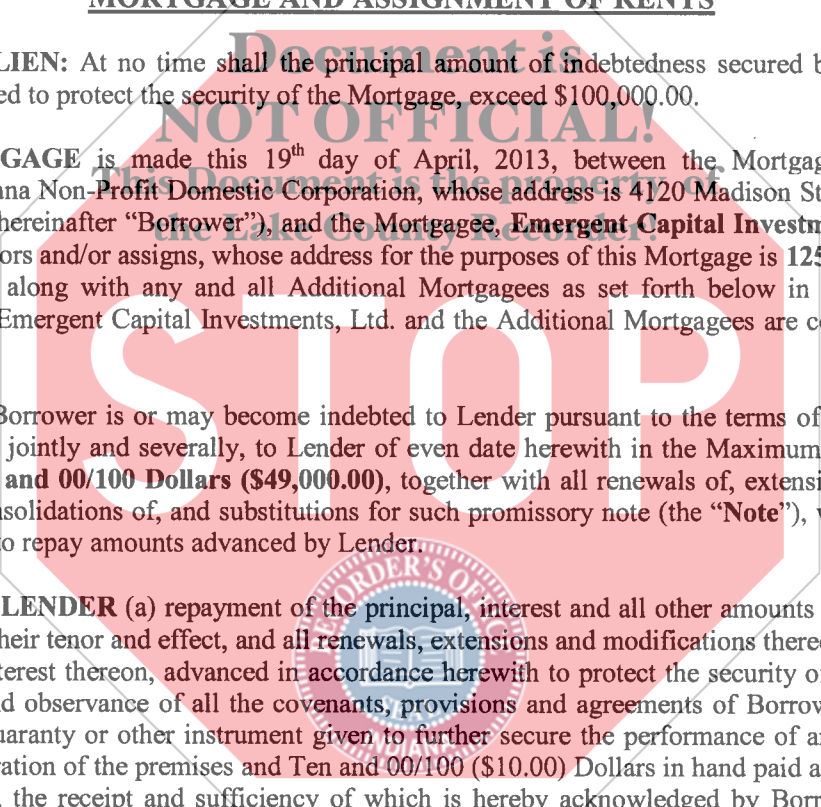 MORTGAGE AND ASSIGNMENT OF RENTS
LIEN: At no time shall the principal amount of indebtedness secured b
ed to protect the security of the Mortgage, exceed $100,000.00.
GAGE is made this 19th day of April, 2013, between the Mortgag
na Non-Profit Domestic Corporation, whose address is 4120 Madison St
hereinafter “Borrower”), and the Mortgagee, Emergent Capital Investm
ors and/or assigns, whose address for the purposes of this Mortgage is 125
along with any and all Additional Mortgagees as set forth below in
Emergent Capital Investments, Ltd. and the Additional Mortgagees are c
Borrower is or may become indebted to Lender pursuant to the terms of
jointly and severally, to Lender of even date herewith in the Maximum
and 00/100 Dollars ($49,000.00), together with all renewals of, extensi
nsolidations of, and substitutions for such promissory note (the “Note”), v
to repay amounts advanced by Lender.
LENDER (a) repayment of the principal, interest and all other amounts
heir tenor and effect, and all renewals, extensions and modifications there
terest thereon, advanced in accordance herewith to protect the security o
d observance of all the covenants, provisions and agreements of Borrow
uaranty or other instrument given to further secure the performance of a
ration of the premises and Ten and 00/100 ($10.00) Dollars in hand paid a
, the receipt and sufficiency of which is hereby acknowledged by Borr
Document is
NOT OFFICIAL!
This Document is the property of
the Lake County Recorder!
STOP
RECORDER'S OFFICE
SEAL
INDIANA